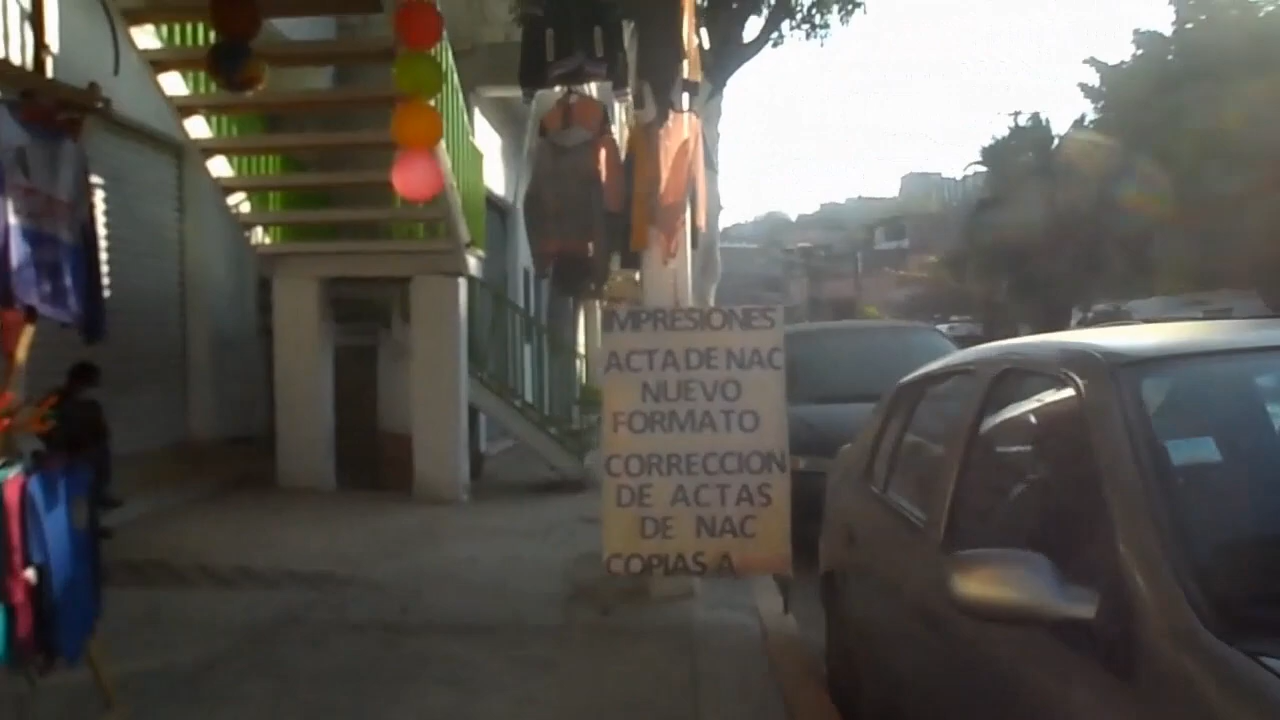 IMPRESIONES
ACTA DE NAC
NUEVO
FORMATO
CORRECCION
DE ACTAS
DE NAC
COPIAS A